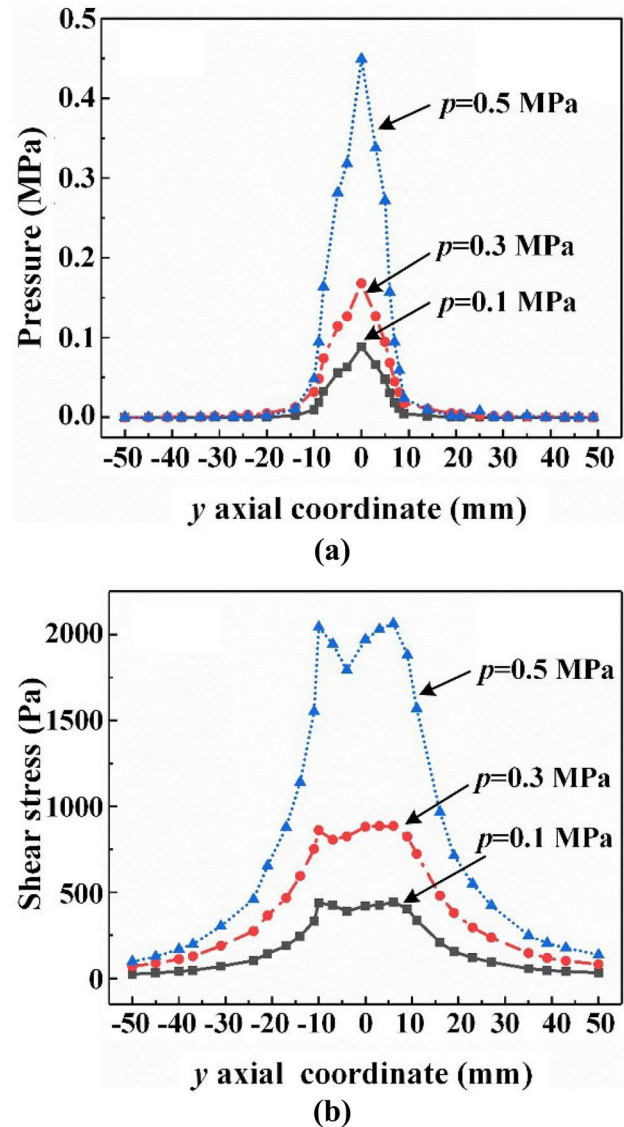 0.5
0.4
0.3
0.2
0.1
0.0
Pressure (MPa)
p=0.5 MPa
p=0.3 MPa
p=0.1 MPa
-50 -40 -30 -20 -10 0 10 20 30 40 50
y axial coordinate (mm)
(a)
2000
1500
1000
500
0
Shear stress (Pa)
p=0.5 MPa
p=0.3 MPa
p=0.1 MPa
-50 -40 -30 -20 -10 0 10 20 30 40 50
y axial coordinate (mm)
(b)